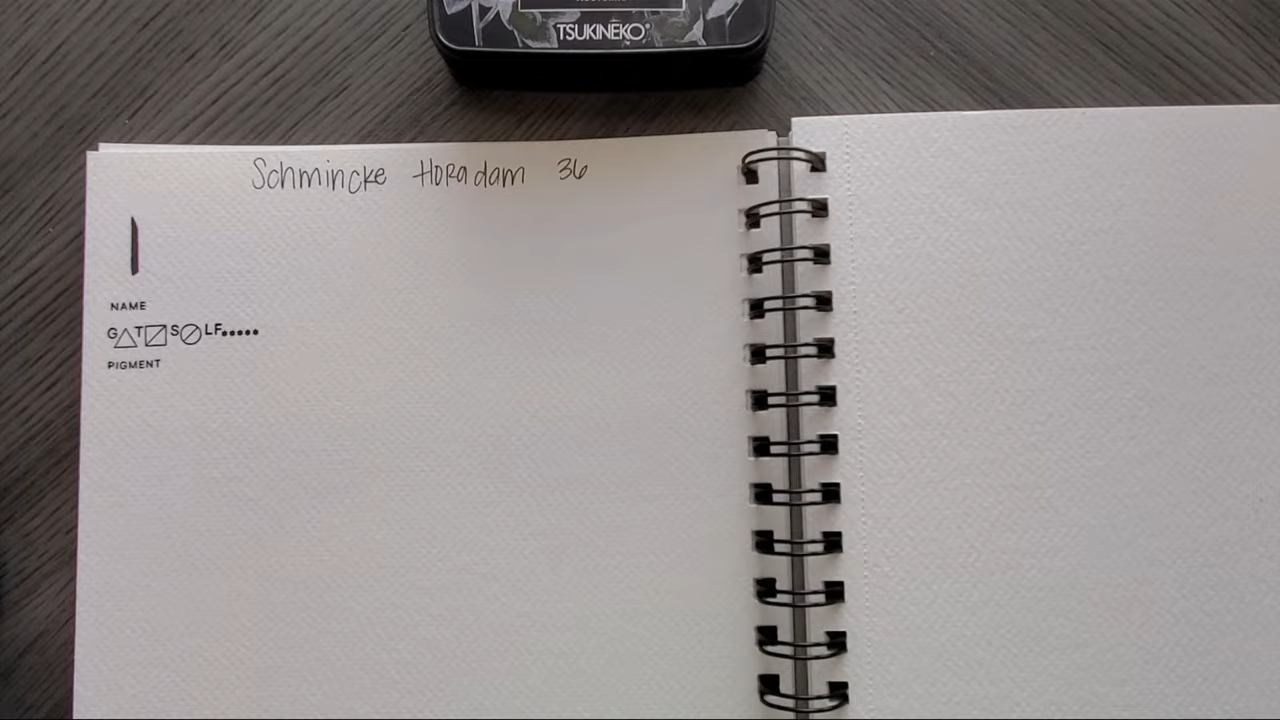 TSUKINEKO®
Schmincke Horadam 36
NAME
G△T⧄S⊘LF•••••
PIGMENT